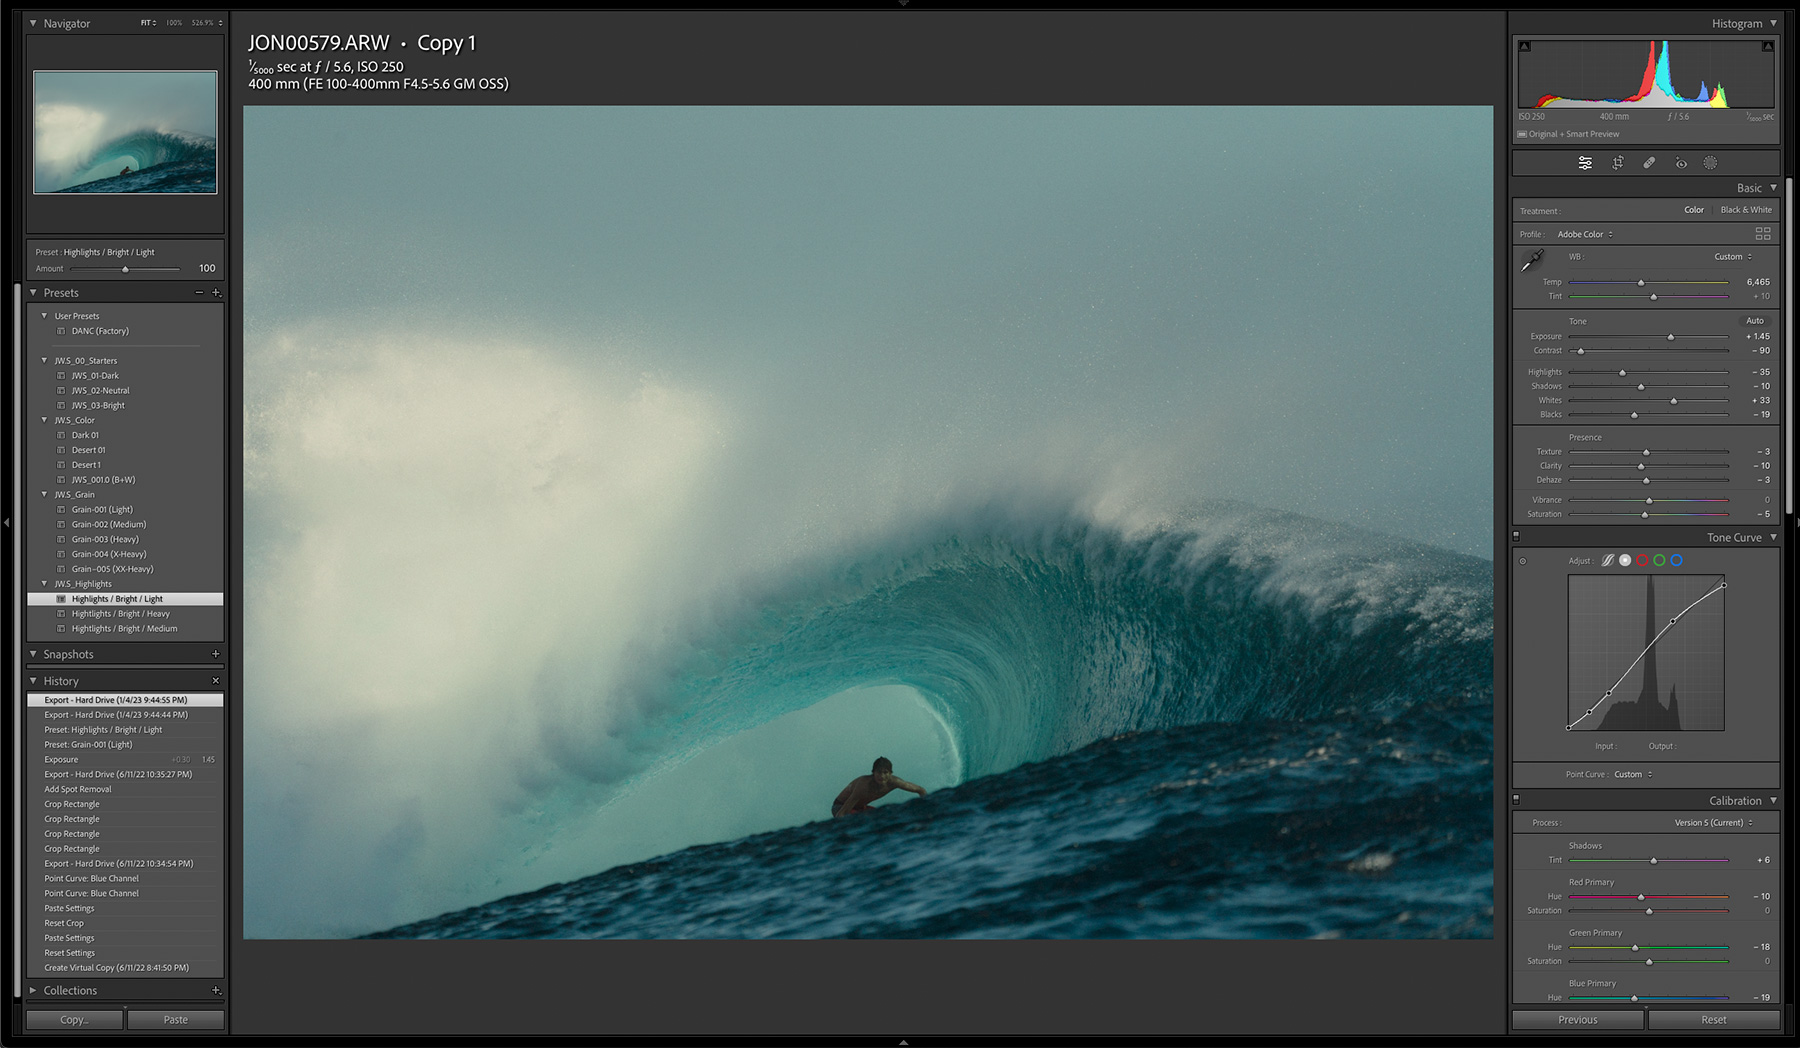 Navigator FIT 100% 526.9%
Preset : Highlights / Bright / Light
Amount 100
Presets
User Presets
DANC (Factory)
JW.S_00_Starters
JWS_01-Dark
JWS_02-Neutral
JWS_03-Bright
JW.S_Color
Dark 01
Desert 01
Desert 1
JWS_001.0 (B+W)
JW.S_Grain
Grain-001 (Light)
Grain-002 (Medium)
Grain-003 (Heavy)
Grain-004 (X-Heavy)
Grain-005 (XX-Heavy)
JW.S_Highlights
Highlights / Bright / Light
Hightlights / Bright / Heavy
Hightlights / Bright / Medium
Snapshots
History
Export - Hard Drive (1/4/23 9:44:55 PM)
Export - Hard Drive (1/4/23 9:44:44 PM)
Preset: Highlights / Bright / Light
Preset: Grain-001 (Light)
Exposure +0.30 1.45
Export - Hard Drive (6/11/22 10:35:27 PM)
Add Spot Removal
Crop Rectangle
Crop Rectangle
Crop Rectangle
Crop Rectangle
Export - Hard Drive (6/11/22 10:34:54 PM)
Point Curve: Blue Channel
Point Curve: Blue Channel
Paste Settings
Reset Crop
Paste Settings
Reset Settings
Create Virtual Copy (6/11/22 8:41:50 PM)
Collections
Copy... Paste
JON00579.ARW • Copy 1
1/5000 sec at ƒ / 5.6, ISO 250
400 mm (FE 100-400mm F4.5-5.6 GM OSS)
Histogram
ISO 250 400 mm ƒ / 5.6 1/5000 sec
Original + Smart Preview
Basic
Treatment : Color Black & White
Profile : Adobe Color
WB : Custom
Temp 6,465
Tint + 10
Tone Auto
Exposure + 1.45
Contrast – 90
Highlights – 35
Shadows – 10
Whites + 33
Blacks – 19
Presence
Texture – 3
Clarity – 10
Dehaze – 3
Vibrance 0
Saturation – 5
Tone Curve
Adjust :
Input : Output :
Point Curve : Custom
Calibration
Process : Version 5 (Current)
Shadows
Tint + 6
Red Primary
Hue – 10
Saturation 0
Green Primary
Hue – 18
Saturation 0
Blue Primary
Hue – 19
Previous Reset